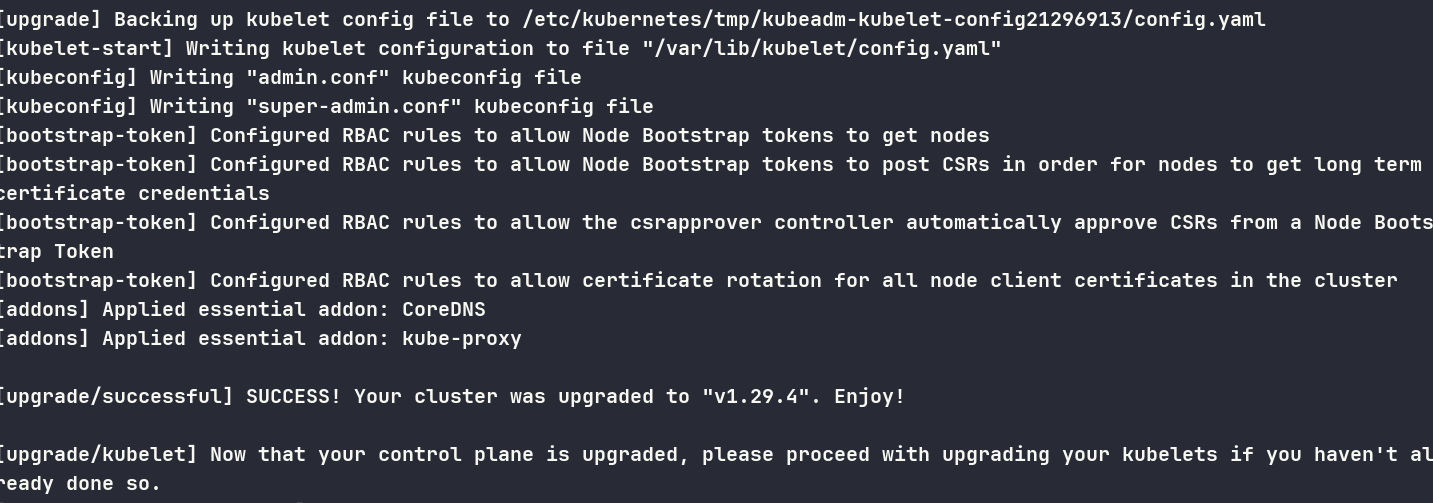 [upgrade] Backing up kubelet config file to /etc/kubernetes/tmp/kubeadm-kubelet-config21296913/config.yaml
[kubelet-start] Writing kubelet configuration to file "/var/lib/kubelet/config.yaml"
[kubeconfig] Writing "admin.conf" kubeconfig file
[kubeconfig] Writing "super-admin.conf" kubeconfig file
[bootstrap-token] Configured RBAC rules to allow Node Bootstrap tokens to get nodes
[bootstrap-token] Configured RBAC rules to allow Node Bootstrap tokens to post CSRs in order for nodes to get long term
certificate credentials
[bootstrap-token] Configured RBAC rules to allow the csrapprover controller automatically approve CSRs from a Node Boots
trap Token
[bootstrap-token] Configured RBAC rules to allow certificate rotation for all node client certificates in the cluster
[addons] Applied essential addon: CoreDNS
[addons] Applied essential addon: kube-proxy
[upgrade/successful] SUCCESS! Your cluster was upgraded to "v1.29.4". Enjoy!
[upgrade/kubelet] Now that your control plane is upgraded, please proceed with upgrading your kubelets if you haven't al
ready done so.